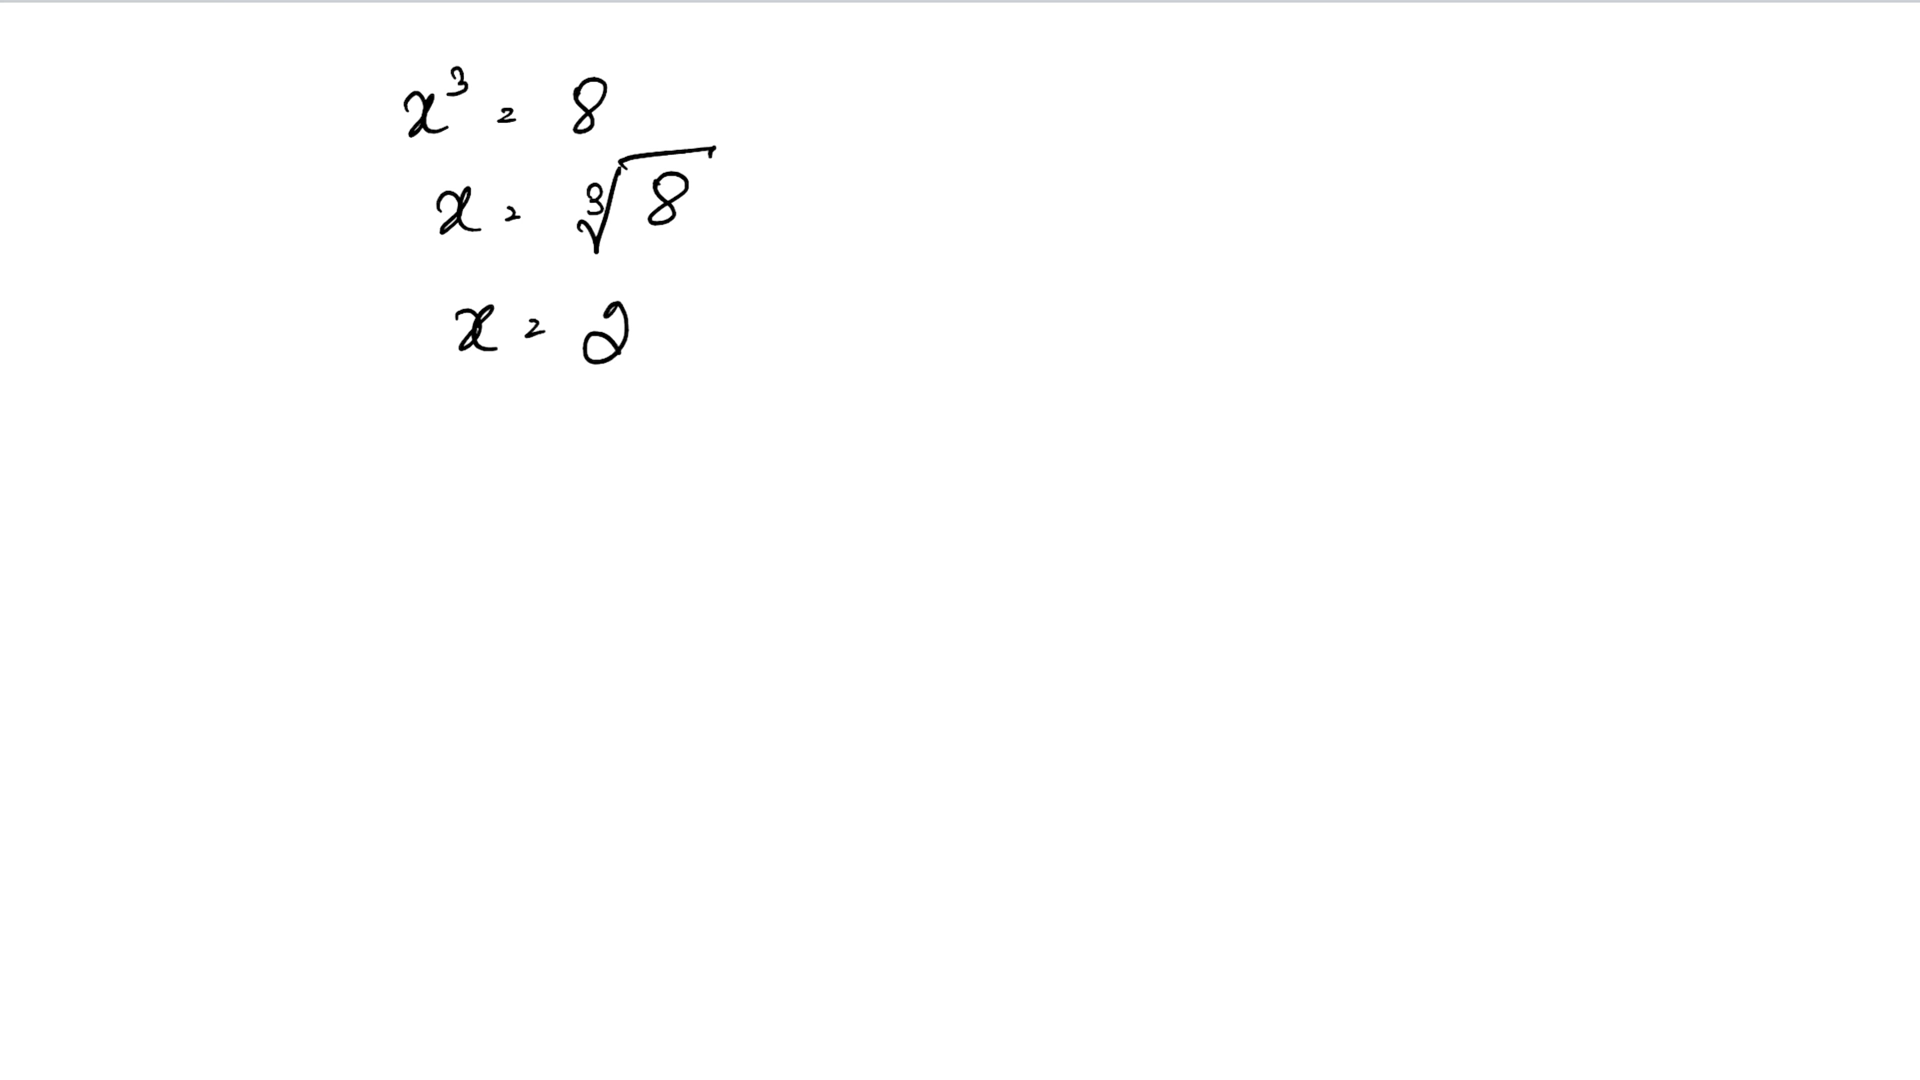 x³ = 8
x = ∛8
x = 2